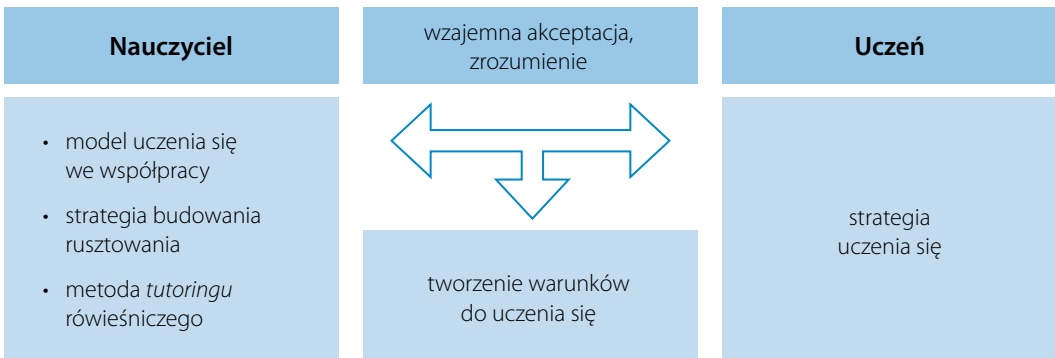 Nauczyciel
• model uczenia się
we współpracy
• strategia budowania
rusztowania
• metoda tutoringu
rówieśniczego
wzajemna akceptacja,
zrozumienie
tworzenie warunków
do uczenia się
Uczeń
strategia
uczenia się